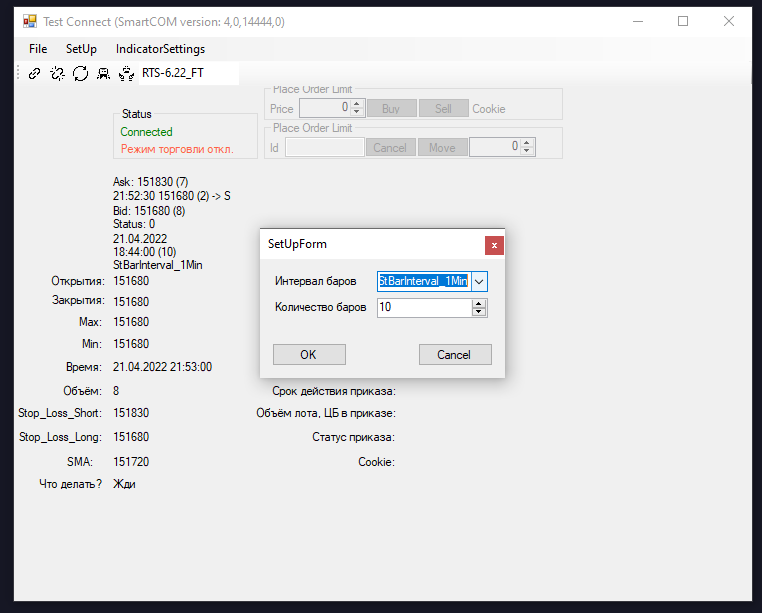 Test Connect (SmartCOM version: 4,0,14444,0)
File SetUp IndicatorSettings
RTS-6.22_FT
Place Order Limit
Price 0 Buy Sell Cookie
Place Order Limit
Id Cancel Move 0
Status
Connected
Режим торговли откл.
Ask: 151830 (7)
21:52:30 151680 (2) -> S
Bid: 151680 (8)
Status: 0
21.04.2022
18:44:00 (10)
StBarInterval_1Min
Открытия: 151680
Закрытия: 151680
Max: 151680
Min: 151680
Время: 21.04.2022 21:53:00
Объём: 8
Stop_Loss_Short: 151830
Stop_Loss_Long: 151680
SMA: 151720
Что делать? Жди
SetUpForm
x
Интервал баров StBarInterval_1Min
Количество баров 10
OK Cancel
Срок действия приказа:
Объём лота, ЦБ в приказе:
Статус приказа:
Cookie: